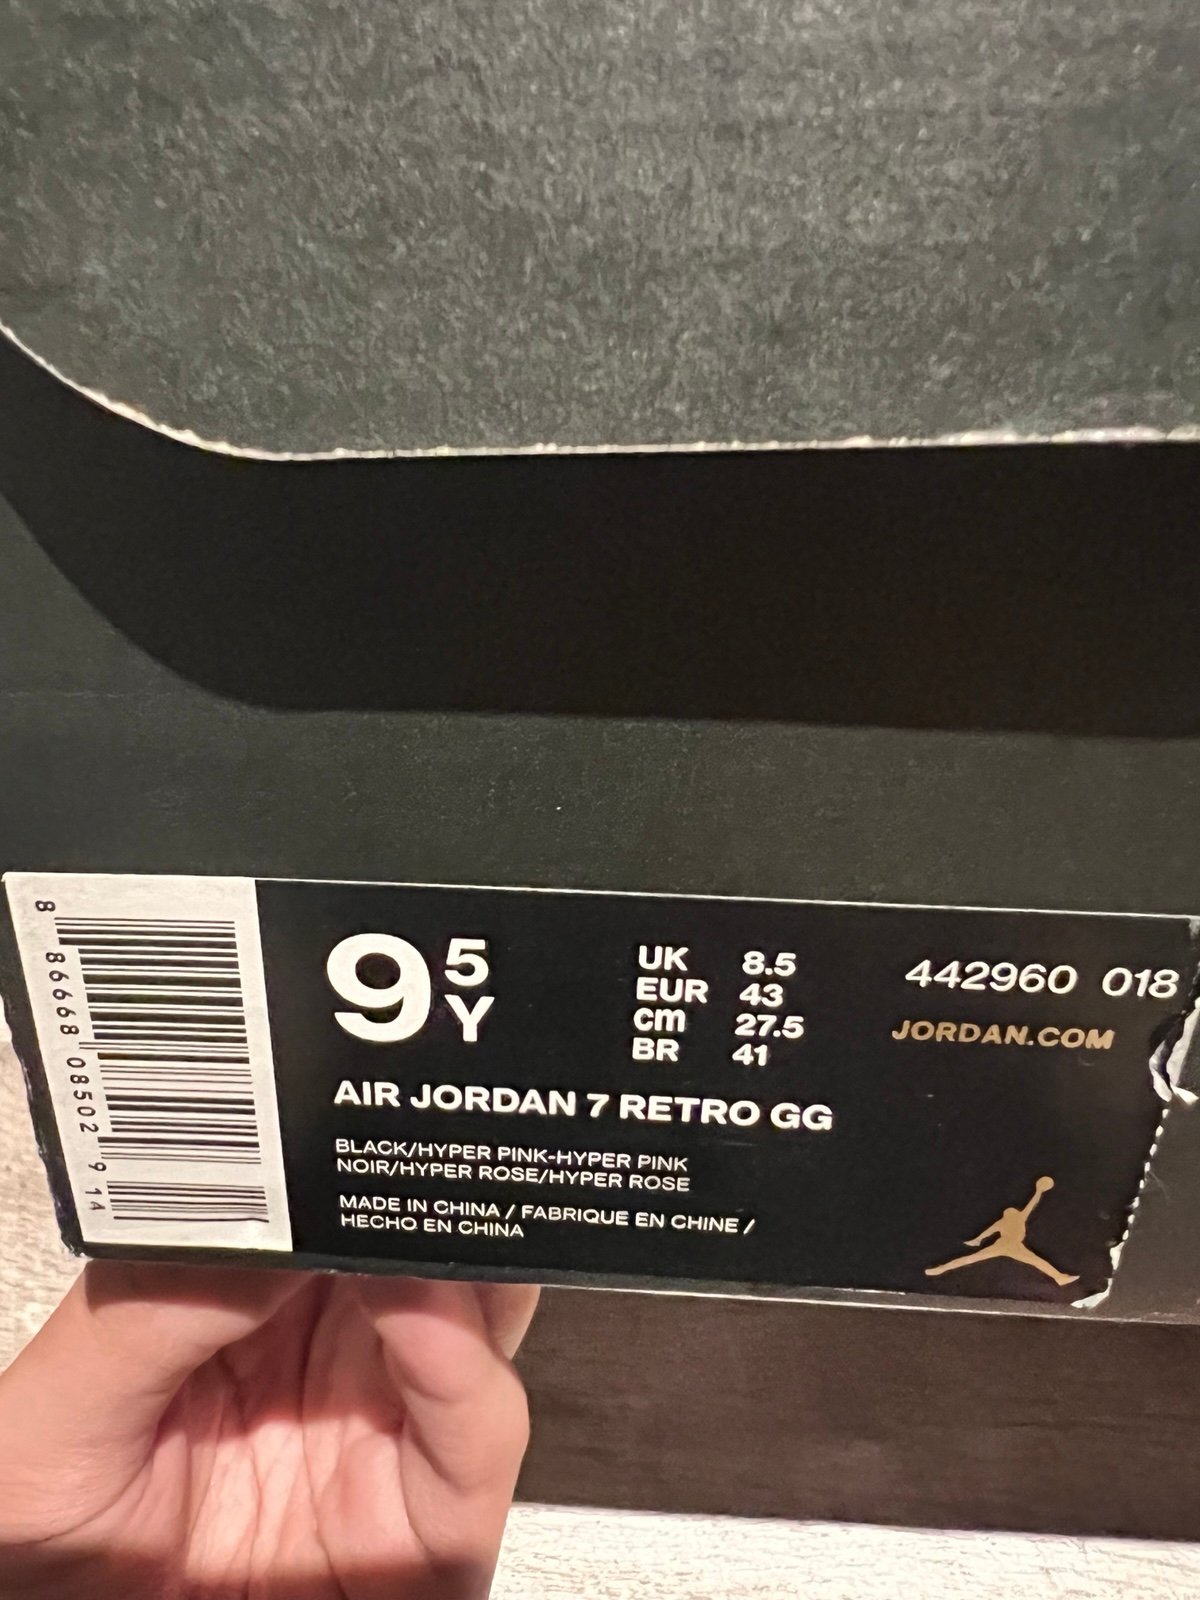 9 5 Y
UK 8.5
EUR 43
cm 27.5
BR 41
442960 018
JORDAN.COM
AIR JORDAN 7 RETRO GG
BLACK/HYPER PINK-HYPER PINK
NOIR/HYPER ROSE/HYPER ROSE
MADE IN CHINA / FABRIQUE EN CHINE /
HECHO EN CHINA
8 86668 08502 9 14